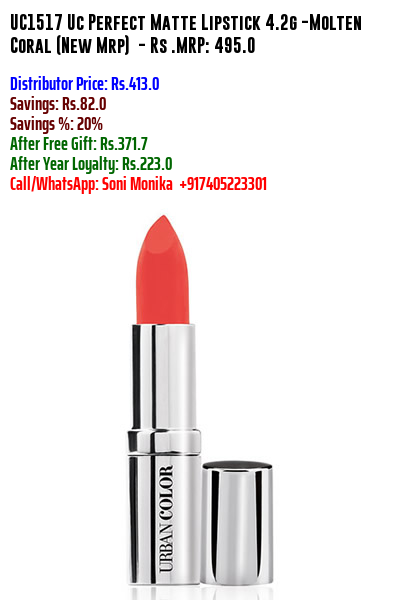 UC1517 Uc Perfect Matte Lipstick 4.2g -Molten
Coral (New Mrp) - Rs .MRP: 495.0
Distributor Price: Rs.413.0
Savings: Rs.82.0
Savings %: 20%
After Free Gift: Rs.371.7
After Year Loyalty: Rs.223.0
Call/WhatsApp: Soni Monika +917405223301
URBAN COLOR